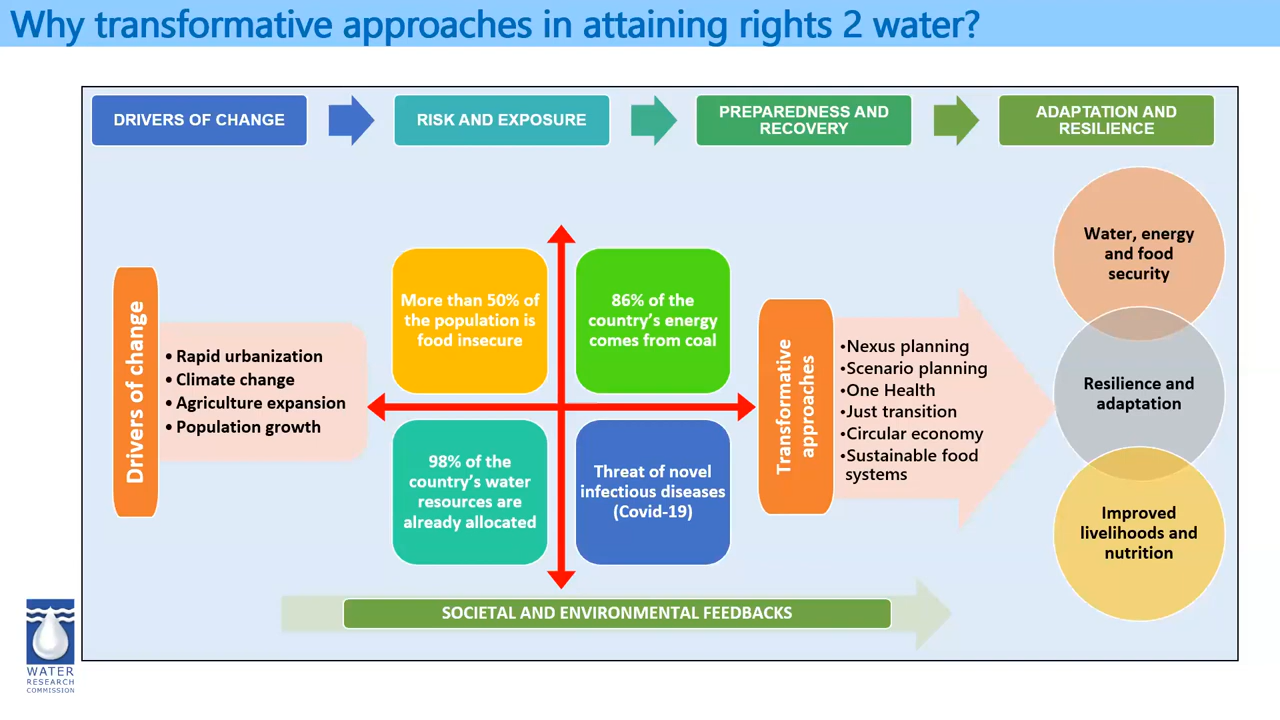 Why transformative approaches in attaining rights 2 water?
DRIVERS OF CHANGE
RISK AND EXPOSURE
PREPAREDNESS AND
RECOVERY
ADAPTATION AND
RESILIENCE
Drivers of change
• Rapid urbanization
• Climate change
• Agriculture expansion
• Population growth
More than 50% of
the population is
food insecure
86% of the
country's energy
comes from coal
98% of the
country's water
resources are
already allocated
Threat of novel
infectious diseases
(Covid-19)
Transformative
approaches
•Nexus planning
•Scenario planning
•One Health
•Just transition
•Circular economy
•Sustainable food
systems
Water, energy
and food
security
Resilience and
adaptation
Improved
livelihoods and
nutrition
SOCIETAL AND ENVIRONMENTAL FEEDBACKS
WATER
RESEARCH
COMMISSION